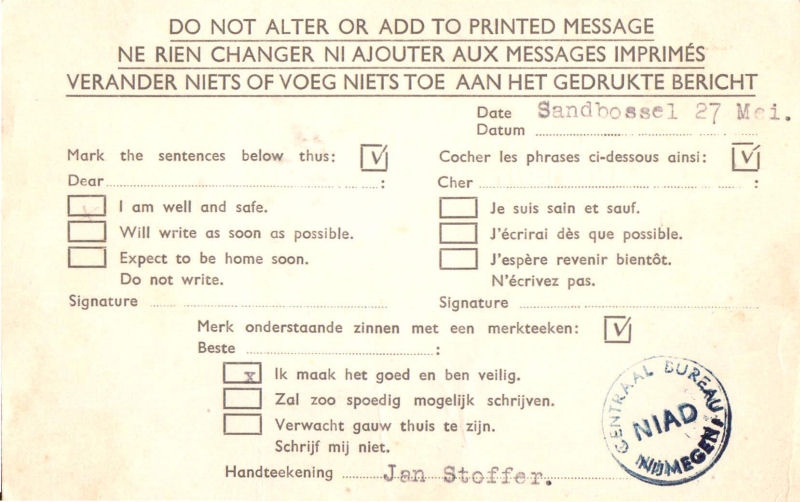 DO NOT ALTER OR ADD TO PRINTED MESSAGE
NE RIEN CHANGER NI AJOUTER AUX MESSAGES IMPRIMÉS
VERANDER NIETS OF VOEG NIETS TOE AAN HET GEDRUKTE BERICHT
Date Sandbossel 27 Mei.
Datum
Mark the sentences below thus: V
Dear :
I am well and safe.
Will write as soon as possible.
Expect to be home soon.
Do not write.
Signature
Cocher les phrases ci-dessous ainsi: V
Cher :
Je suis sain et sauf.
J'écrirai dès que possible.
J'espère revenir bientôt.
N'écrivez pas.
Signature
Merk onderstaande zinnen met een merkteeken: V
Beste :
x Ik maak het goed en ben veilig.
Zal zoo spoedig mogelijk schrijven.
Verwacht gauw thuis te zijn.
Schrijf mij niet.
Handteekening Jan Stoffer.
CENTRAAL BUREAU
NIAD
NIJMEGEN